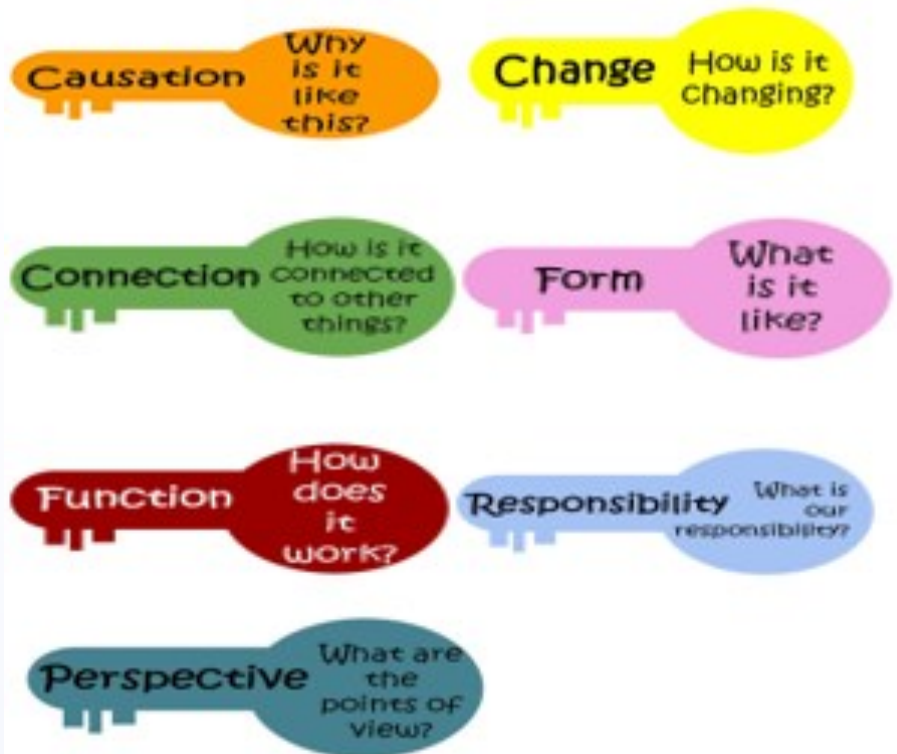 Causation
Why
is it
like
this?
Change
How is it
changing?
Connection
How is it
connected
to other
things?
Form
What
is it
like?
Function
How
does
it
work?
Responsibility
What is
our
responsibility?
Perspective
What are
the
points of
view?